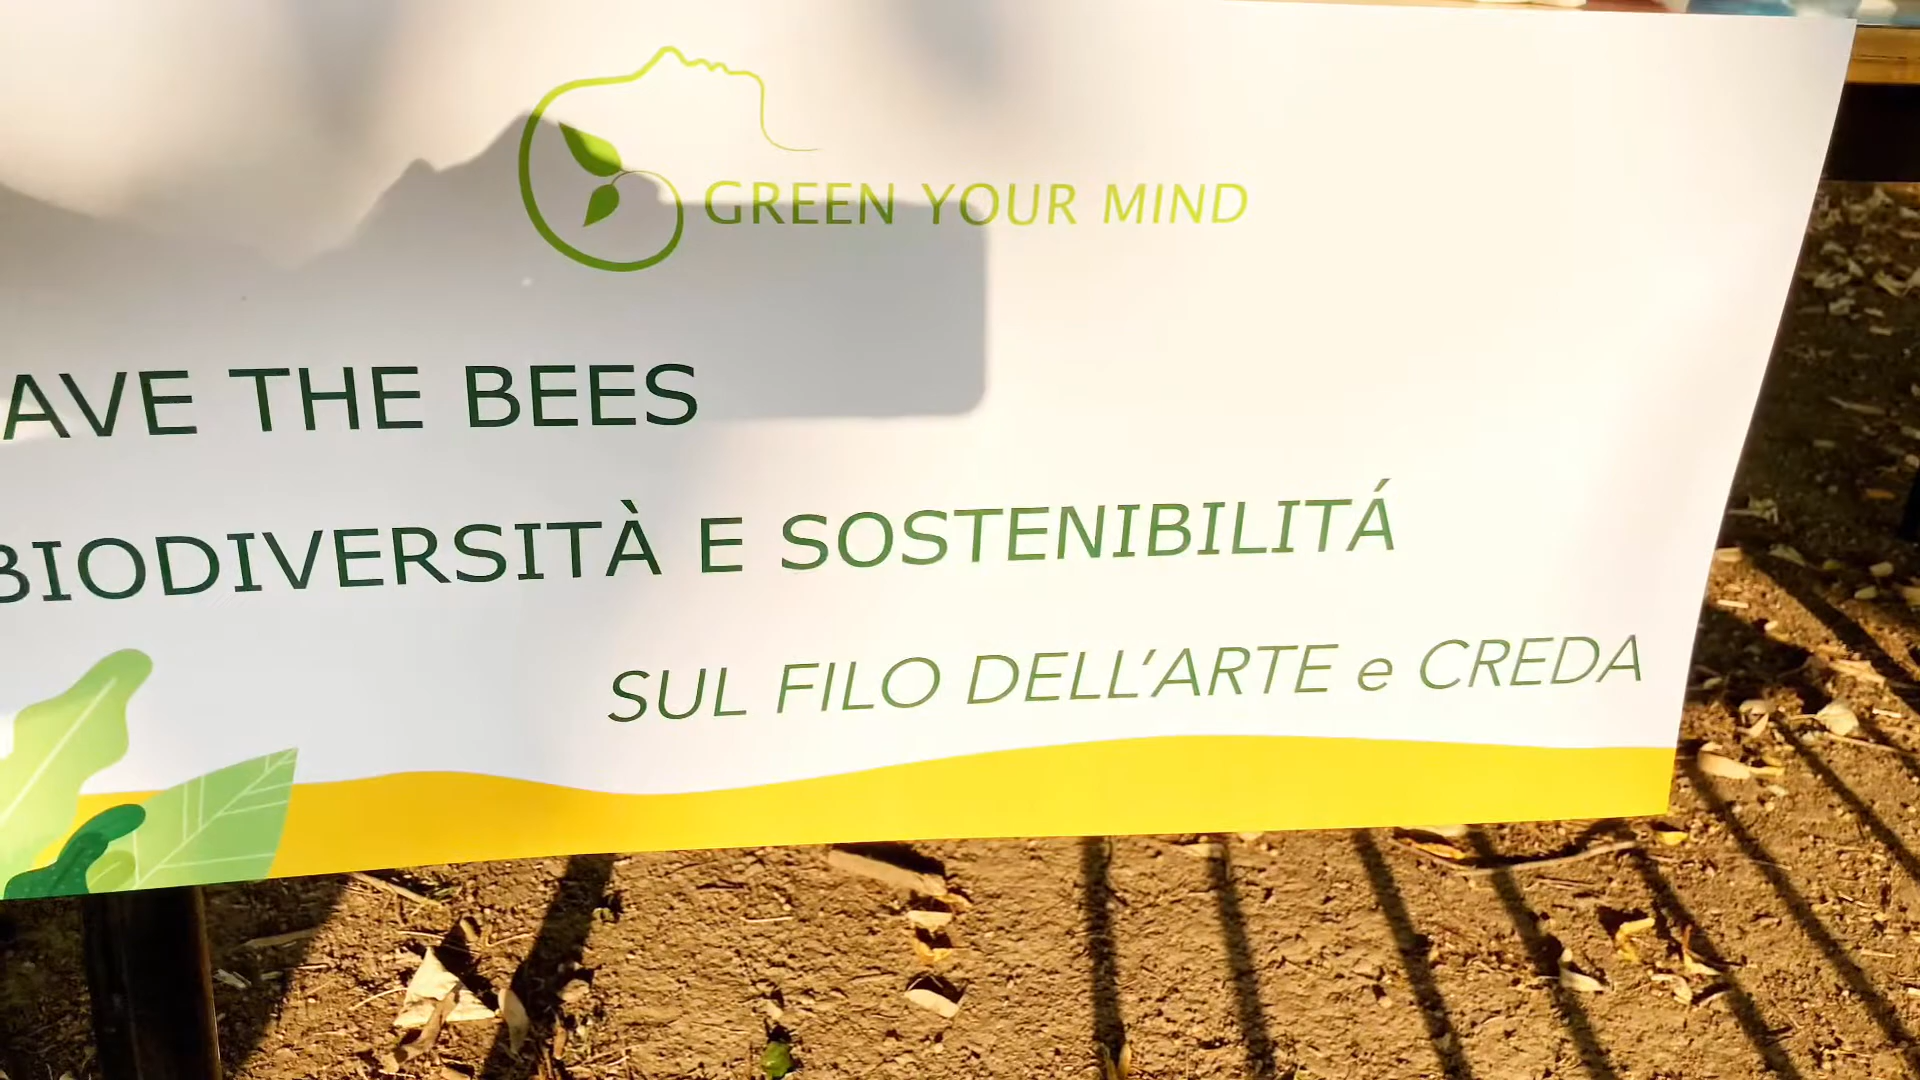 GREEN YOUR MIND
AVE THE BEES
BIODIVERSITÀ E SOSTENIBILITÁ
SUL FILO DELL'ARTE e CREDA